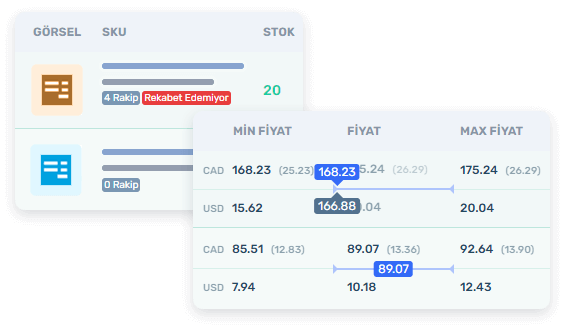 GÖRSEL SKU STOK
4 Rakip Rekabet Edemiyor
20
0 Rakip
MİN FİYAT FİYAT MAX FİYAT
CAD 168.23 (25.23) 5.24 (26.29) 175.24 (26.29)
168.23
166.88
USD 15.62 .04 20.04
CAD 85.51 (12.83) 89.07 (13.36) 92.64 (13.90)
89.07
USD 7.94 10.18 12.43